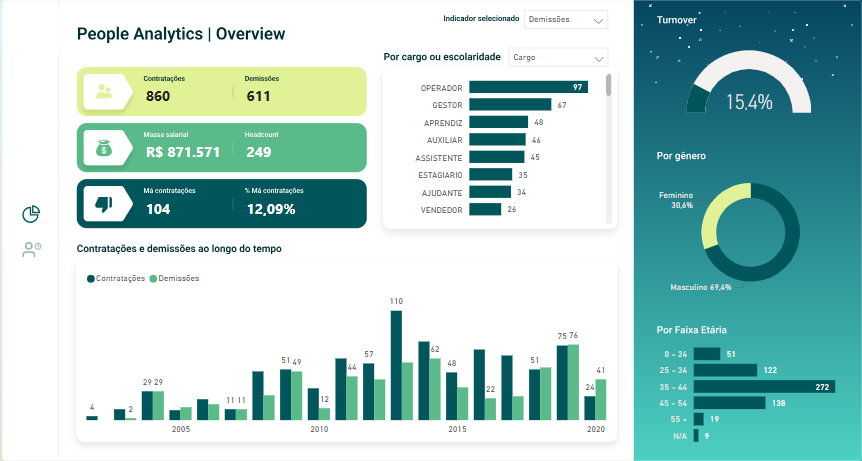 People Analytics | Overview
Indicador selecionado Demissões
Contratações Demissões
860 611
Massa salarial Headcount
R$ 871.571 249
Má contratações % Má contratações
104 12,09%
Por cargo ou escolaridade Cargo
OPERADOR 97
GESTOR 67
APRENDIZ 48
AUXILIAR 46
ASSISTENTE 45
ESTAGIARIO 35
AJUDANTE 34
VENDEDOR 26
Contratações e demissões ao longo do tempo
Contratações Demissões
4 2 29 29 11 11 51 49 12 44 57 110 62 48 22 51 75 76 24 41
2005 2010 2015 2020
Turnover
15,4%
Por gênero
Feminino
30,6%
Masculino 69,4%
Por Faixa Etária
0 - 24 51
25 - 34 122
35 - 44 272
45 - 54 138
55 + 19
N/A 9